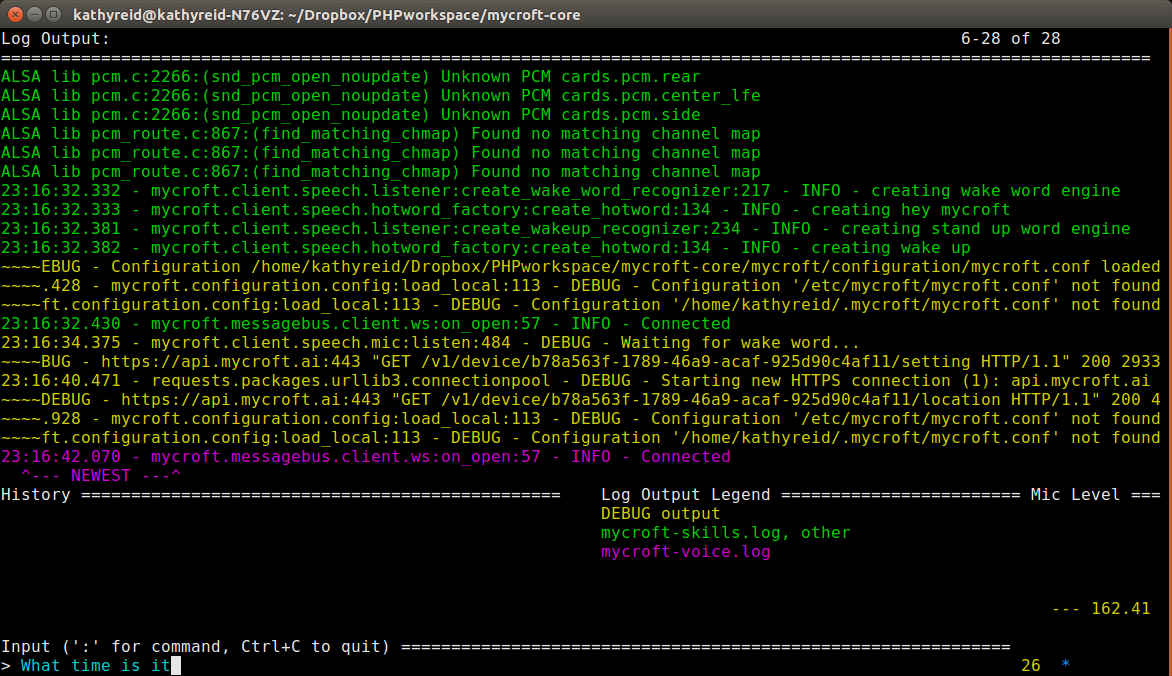 kathyreid@kathyreid-N76VZ: ~/Dropbox/PHPworkspace/mycroft-core
Log Output: 6-28 of 28
===================================================================================================================
ALSA lib pcm.c:2266:(snd_pcm_open_noupdate) Unknown PCM cards.pcm.rear
ALSA lib pcm.c:2266:(snd_pcm_open_noupdate) Unknown PCM cards.pcm.center_lfe
ALSA lib pcm.c:2266:(snd_pcm_open_noupdate) Unknown PCM cards.pcm.side
ALSA lib pcm_route.c:867:(find_matching_chmap) Found no matching channel map
ALSA lib pcm_route.c:867:(find_matching_chmap) Found no matching channel map
ALSA lib pcm_route.c:867:(find_matching_chmap) Found no matching channel map
23:16:32.332 - mycroft.client.speech.listener:create_wake_word_recognizer:217 - INFO - creating wake word engine
23:16:32.333 - mycroft.client.speech.hotword_factory:create_hotword:134 - INFO - creating hey mycroft
23:16:32.381 - mycroft.client.speech.listener:create_wakeup_recognizer:234 - INFO - creating stand up word engine
23:16:32.382 - mycroft.client.speech.hotword_factory:create_hotword:134 - INFO - creating wake up
~~~~EBUG - Configuration /home/kathyreid/Dropbox/PHPworkspace/mycroft-core/mycroft/configuration/mycroft.conf loaded
~~~~.428 - mycroft.configuration.config:load_local:113 - DEBUG - Configuration '/etc/mycroft/mycroft.conf' not found
~~~~ft.configuration.config:load_local:113 - DEBUG - Configuration '/home/kathyreid/.mycroft/mycroft.conf' not found
23:16:32.430 - mycroft.messagebus.client.ws:on_open:57 - INFO - Connected
23:16:34.375 - mycroft.client.speech.mic:listen:484 - DEBUG - Waiting for wake word...
~~~~BUG - https://api.mycroft.ai:443 "GET /v1/device/b78a563f-1789-46a9-acaf-925d90c4af11/setting HTTP/1.1" 200 2933
23:16:40.471 - requests.packages.urllib3.connectionpool - DEBUG - Starting new HTTPS connection (1): api.mycroft.ai
~~~~DEBUG - https://api.mycroft.ai:443 "GET /v1/device/b78a563f-1789-46a9-acaf-925d90c4af11/location HTTP/1.1" 200 4
~~~~.928 - mycroft.configuration.config:load_local:113 - DEBUG - Configuration '/etc/mycroft/mycroft.conf' not found
~~~~ft.configuration.config:load_local:113 - DEBUG - Configuration '/home/kathyreid/.mycroft/mycroft.conf' not found
23:16:42.070 - mycroft.messagebus.client.ws:on_open:57 - INFO - Connected
^--- NEWEST ---^
History ================================================ Log Output Legend ======================== Mic Level ===
DEBUG output
mycroft-skills.log, other
mycroft-voice.log
--- 162.41
Input (':' for command, Ctrl+C to quit) =============================================================
> What time is it 26 *